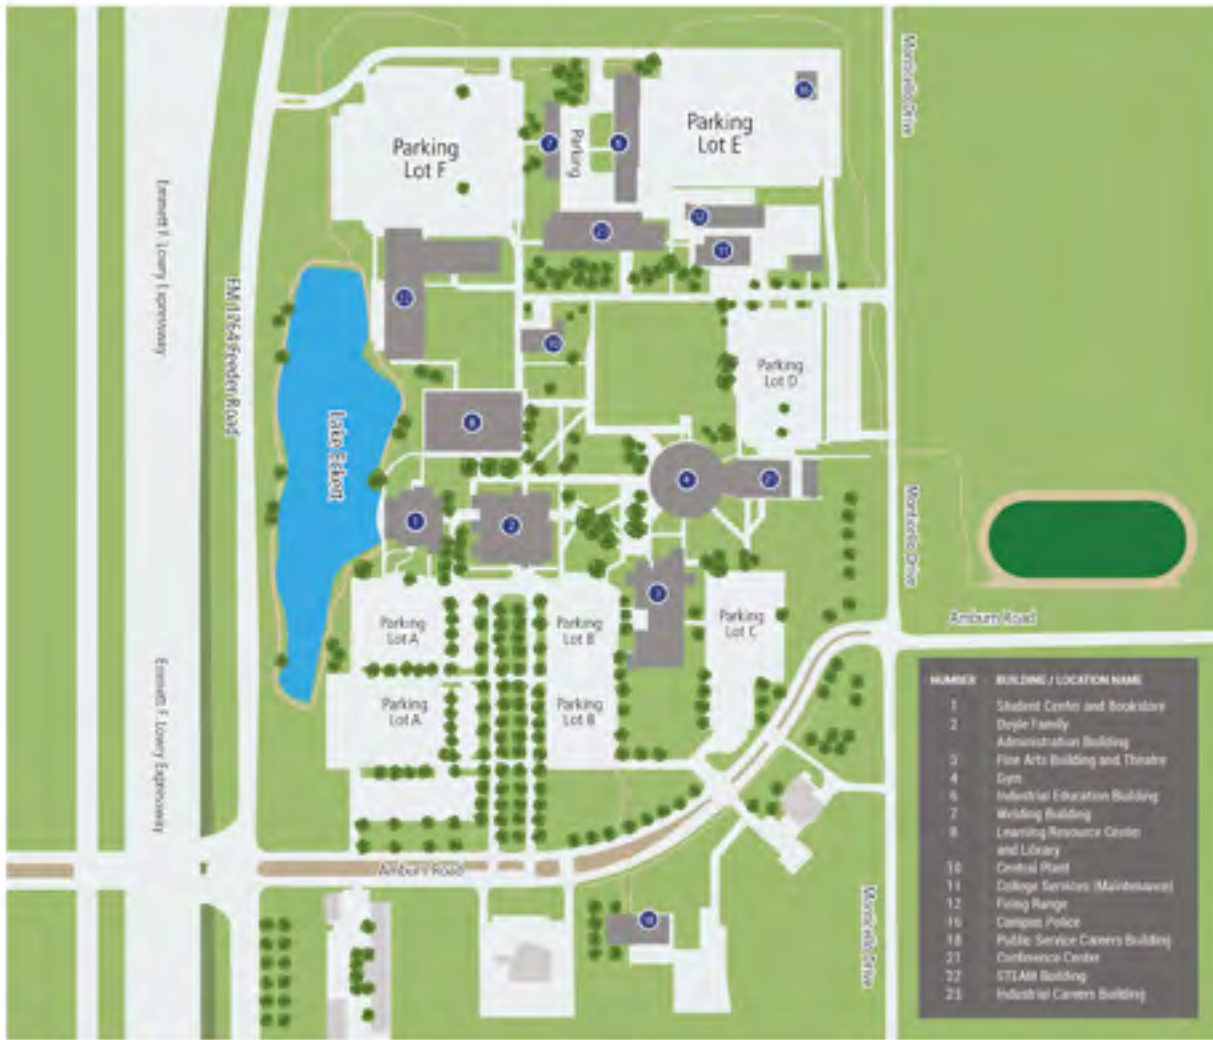 Monticello Drive
Parking
Lot E
Parking
Lot F
Parking
7
6
12
11
Emmett F. Lowry Expressway
FM 1764 Feeder Road
22
10
Parking
Lot D
8
Lake Eckert
4
21
1
2
Monticello Drive
3
Parking
Lot A
Parking
Lot B
Parking
Lot C
Amburn Road
Parking
Lot A
Parking
Lot B
Emmett F. Lowry Expressway
Amburn Road
Monticello Drive
18
NUMBER BUILDING / LOCATION NAME
1 Student Center and Bookstore
2 Doyle Family
Administration Building
3 Fine Arts Building and Theatre
4 Gym
6 Industrial Education Building
7 Welding Building
8 Learning Resource Center
and Library
10 Central Plant
11 College Services (Maintenance)
12 Firing Range
Campus Police
18 Public Service Careers Building
21 Conference Center
22 STEAM Building
23 Industrial Careers Building